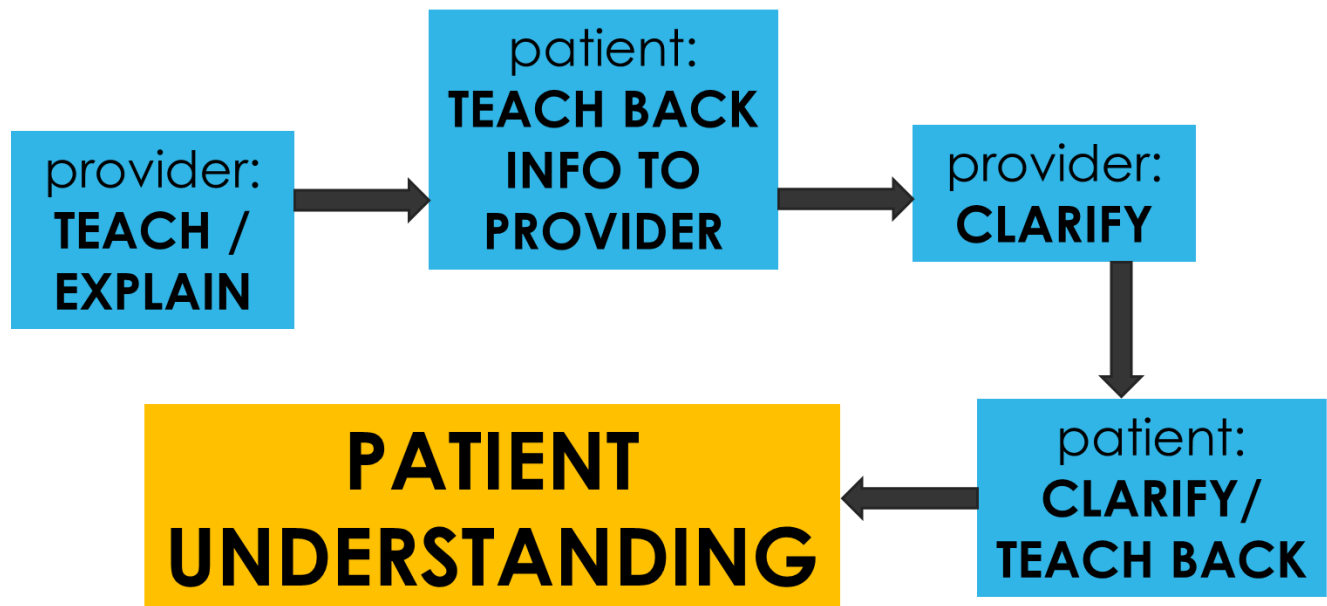 provider:
TEACH /
EXPLAIN
patient:
TEACH BACK
INFO TO
PROVIDER
provider:
CLARIFY
patient:
CLARIFY/
TEACH BACK
PATIENT
UNDERSTANDING